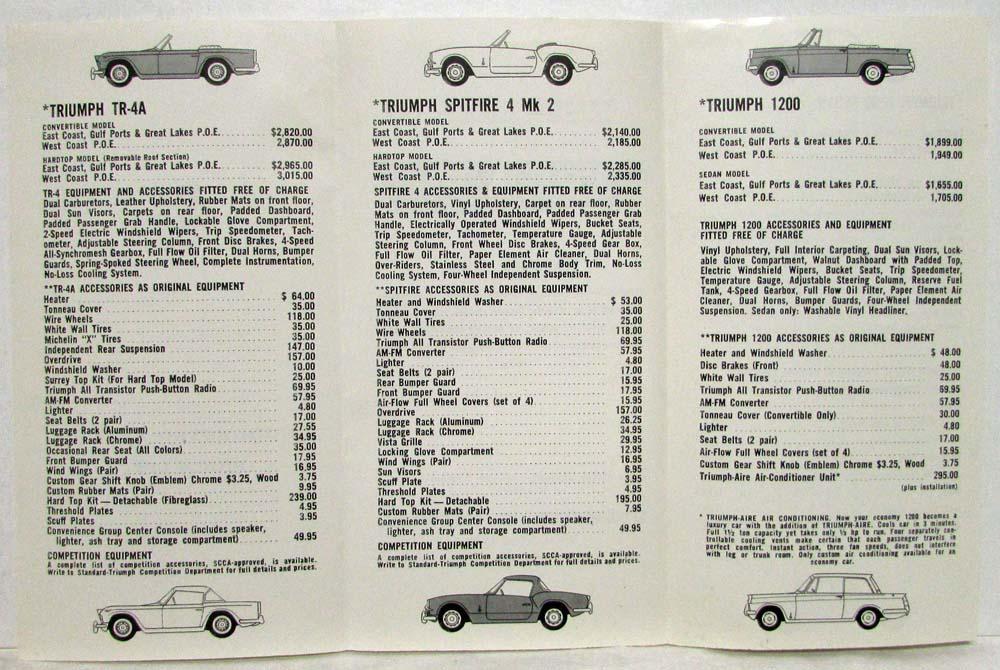 *TRIUMPH TR-4A
CONVERTIBLE MODEL
East Coast, Gulf Ports & Great Lakes P.O.E. $2,820.00
West Coast P.O.E. 2,870.00
HARDTOP MODEL (Removable Roof Section)
East Coast, Gulf Ports & Great Lakes P.O.E. $2,965.00
West Coast P.O.E. 3,015.00
TR-4 EQUIPMENT AND ACCESSORIES FITTED FREE OF CHARGE
Dual Carburetors, Leather Upholstery, Rubber Mats on front floor,
Dual Sun Visors, Carpets on rear floor, Padded Dashboard,
Padded Passenger Grab Handle, Lockable Glove Compartment,
2-Speed Electric Windshield Wipers, Trip Speedometer, Tach-
ometer, Adjustable Steering Column, Front Disc Brakes, 4-Speed
All-Synchromesh Gearbox, Full Flow Oil Filter, Dual Horns, Bumper
Guards, Spring-Spoked Steering Wheel, Complete Instrumentation,
No-Loss Cooling System.
**TR-4A ACCESSORIES AS ORIGINAL EQUIPMENT
Heater $ 64.00
Tonneau Cover 35.00
Wire Wheels 118.00
White Wall Tires 35.00
Michelin "X" Tires 35.00
Independent Rear Suspension 147.00
Overdrive 157.00
Windshield Washer 10.00
Surrey Top Kit (For Hard Top Model) 25.00
Triumph All Transistor Push-Button Radio 69.95
AM-FM Converter 57.95
Lighter 4.80
Seat Belts (2 pair) 17.00
Luggage Rack (Aluminum) 27.55
Luggage Rack (Chrome) 34.95
Occasional Rear Seat (All Colors) 35.00
Front Bumper Guard 17.95
Wind Wings (Pair) 16.95
Custom Gear Shift Knob (Emblem) Chrome $3.25, Wood 3.75
Custom Rubber Mats (Pair) 9.95
Hard Top Kit — Detachable (Fibreglass) 239.00
Threshold Plates 4.95
Scuff Plates 3.95
Convenience Group Center Console (includes speaker,
lighter, ash tray and storage compartment) 49.95
COMPETITION EQUIPMENT
A complete list of competition accessories, SCCA-approved, is available.
Write to Standard-Triumph Competition Department for full details and prices.
*TRIUMPH SPITFIRE 4 Mk 2
CONVERTIBLE MODEL
East Coast, Gulf Ports & Great Lakes P.O.E. $2,140.00
West Coast P.O.E. 2,185.00
HARDTOP MODEL
East Coast, Gulf Ports & Great Lakes P.O.E. $2,285.00
West Coast P.O.E. 2,335.00
SPITFIRE 4 ACCESSORIES & EQUIPMENT FITTED FREE OF CHARGE
Dual Carburetors, Vinyl Upholstery, Carpet on rear floor, Rubber
Mats on front floor, Padded Dashboard, Padded Passenger Grab
Handle, Electrically Operated Windshield Wipers, Bucket Seats,
Trip Speedometer, Tachometer, Temperature Gauge, Adjustable
Steering Column, Front Wheel Disc Brakes, 4-Speed Gear Box,
Full Flow Oil Filter, Paper Element Air Cleaner, Dual Horns,
Over-Riders, Stainless Steel and Chrome Body Trim, No-Loss
Cooling System, Four-Wheel Independent Suspension.
**SPITFIRE ACCESSORIES AS ORIGINAL EQUIPMENT
Heater and Windshield Washer $ 53.00
Tonneau Cover 35.00
White Wall Tires 25.00
Wire Wheels 118.00
Triumph All Transistor Push-Button Radio 69.95
AM-FM Converter 57.95
Lighter 4.80
Seat Belts (2 pair) 17.00
Rear Bumper Guard 15.95
Front Bumper Guard 17.95
Air-Flow Full Wheel Covers (set of 4) 15.95
Overdrive 157.00
Luggage Rack (Aluminum) 26.25
Luggage Rack (Chrome) 34.95
Vista Grille 29.95
Locking Glove Compartment 12.95
Wind Wings (Pair) 16.95
Sun Visors 6.95
Scuff Plate 3.95
Threshold Plates 4.95
Hard Top Kit — Detachable 195.00
Custom Rubber Mats (Pair) 7.95
Convenience Group Center Console (includes speaker,
lighter, ash tray and storage compartment) 49.95
COMPETITION EQUIPMENT
A complete list of competition accessories, SCCA-approved, is available.
Write to Standard-Triumph Competition Department for full details and prices.
*TRIUMPH 1200
CONVERTIBLE MODEL
East Coast, Gulf Ports & Great Lakes P.O.E. $1,899.00
West Coast P.O.E. 1,949.00
SEDAN MODEL
East Coast, Gulf Ports & Great Lakes P.O.E. $1,655.00
West Coast P.O.E. 1,705.00
TRIUMPH 1200 ACCESSORIES AND EQUIPMENT
FITTED FREE OF CHARGE
Vinyl Upholstery, Full Interior Carpeting, Dual Sun Visors, Lock-
able Glove Compartment, Walnut Dashboard with Padded Top,
Electric Windshield Wipers, Bucket Seats, Trip Speedometer,
Temperature Gauge, Adjustable Steering Column, Reserve Fuel
Tank, 4-Speed Gearbox, Full Flow Oil Filter, Paper Element Air
Cleaner, Dual Horns, Bumper Guards, Four-Wheel Independent
Suspension. Sedan only: Washable Vinyl Headliner.
**TRIUMPH 1200 ACCESSORIES AS ORIGINAL EQUIPMENT
Heater and Windshield Washer $ 48.00
Disc Brakes (Front) 48.00
White Wall Tires 25.00
Triumph All Transistor Push-Button Radio 69.95
AM-FM Converter 57.95
Tonneau Cover (Convertible Only) 30.00
Lighter 4.80
Seat Belts (2 pair) 17.00
Air-Flow Full Wheel Covers (set of 4) 15.95
Custom Gear Shift Knob (Emblem) Chrome $3.25, Wood 3.75
Triumph-Aire Air-Conditioner Unit* 295.00
(plus installation)
* TRIUMPH-AIRE AIR CONDITIONING. Now your economy 1200 becomes a
luxury car with the addition of TRIUMPH-AIRE. Cools car in 3 minutes.
Full 1½ ton capacity yet takes only ½ hp to run. Four separately con-
trollable cooling vents make certain that each passenger travels in
perfect comfort. Instant action, three fan speeds, does not interfere
with leg or trunk room. Only custom air conditioning available for an
economy car.